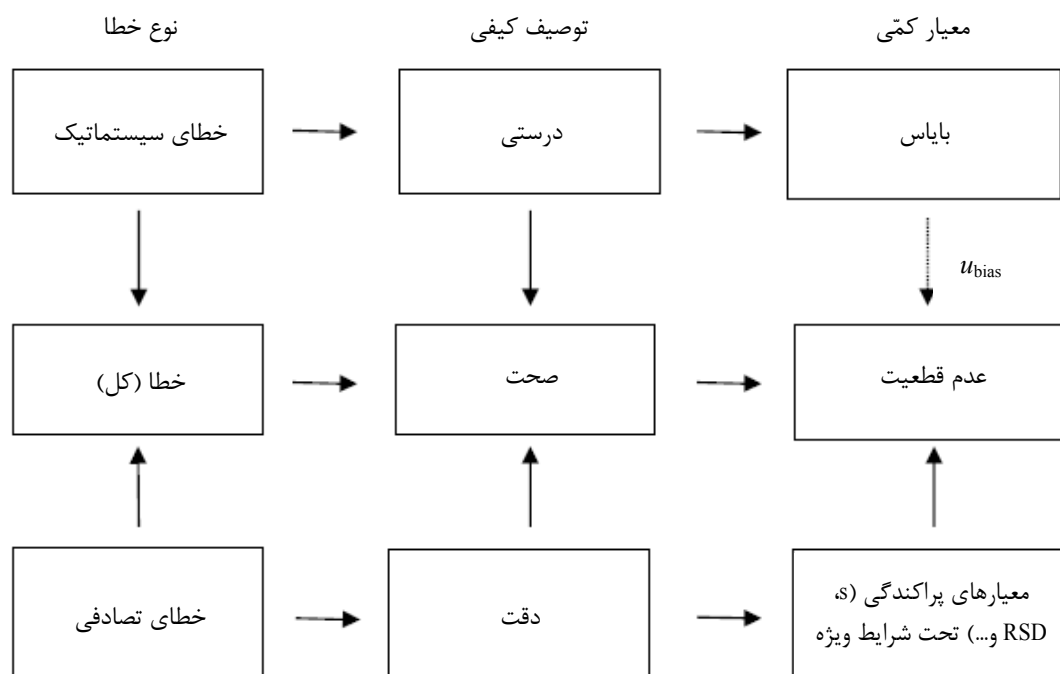 نوع خطا
توصیف کیفی
معیار کمّی
خطای سیستماتیک
درستی
بایاس
u_bias
خطا (کل)
صحت
عدم قطعیت
خطای تصادفی
دقت
معیارهای پراکندگی (s،
RSD و...) تحت شرایط ویژه